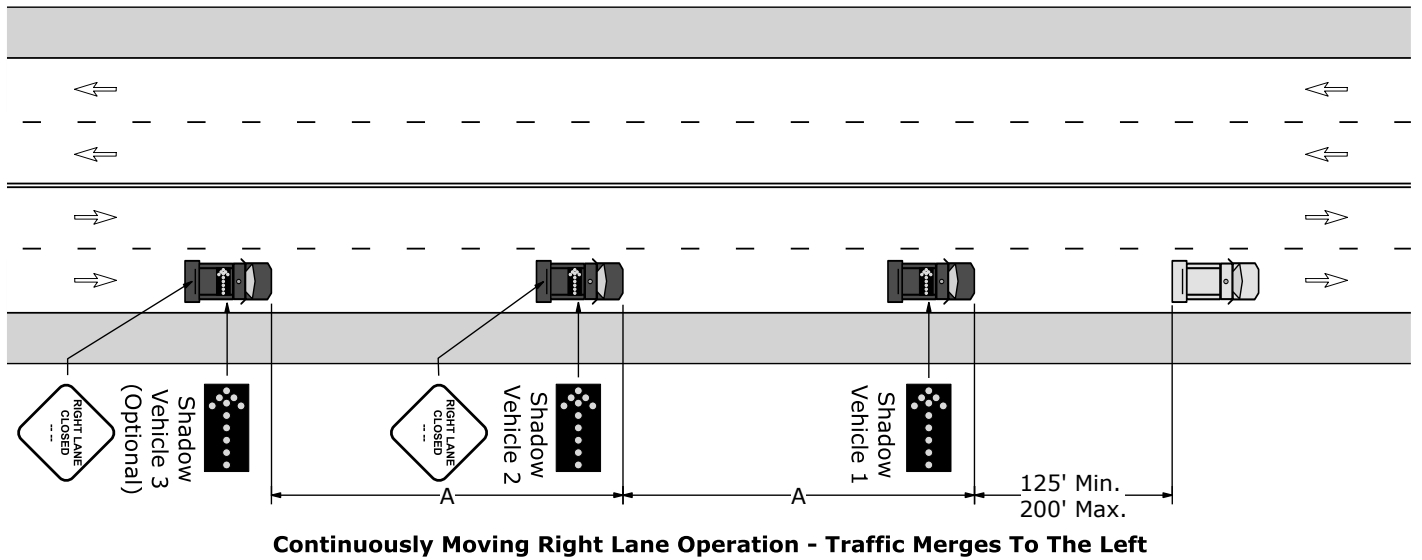 RIGHT LANE
CLOSED
-- --
Shadow
Vehicle 3
(Optional)
RIGHT LANE
CLOSED
-- --
Shadow
Vehicle 2
Shadow
Vehicle 1
A
A
125' Min.
200' Max.
Continuously Moving Right Lane Operation - Traffic Merges To The Left